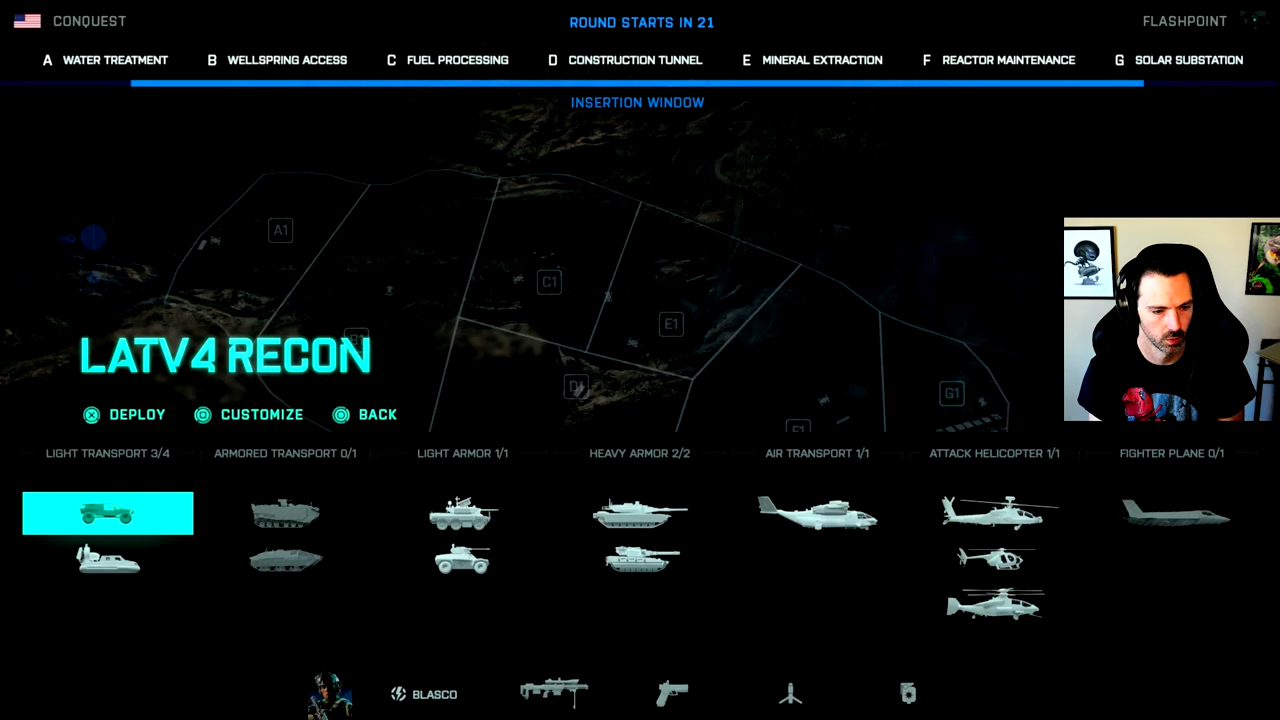 CONQUEST
ROUND STARTS IN 21
FLASHPOINT
A WATER TREATMENT B WELLSPRING ACCESS C FUEL PROCESSING D CONSTRUCTION TUNNEL E MINERAL EXTRACTION F REACTOR MAINTENANCE G SOLAR SUBSTATION
INSERTION WINDOW
A1
C1
E1
D1
G1
F1
LATV4 RECON
DEPLOY CUSTOMIZE BACK
LIGHT TRANSPORT 3/4 ARMORED TRANSPORT 0/1 LIGHT ARMOR 1/1 HEAVY ARMOR 2/2 AIR TRANSPORT 1/1 ATTACK HELICOPTER 1/1 FIGHTER PLANE 0/1
BLASCO